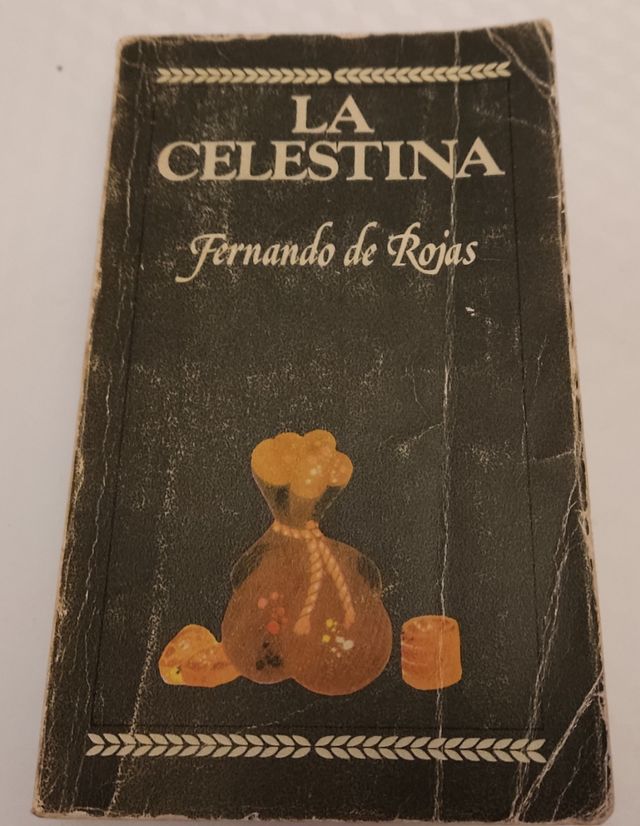 LA
CELESTINA
Fernando de Rojas